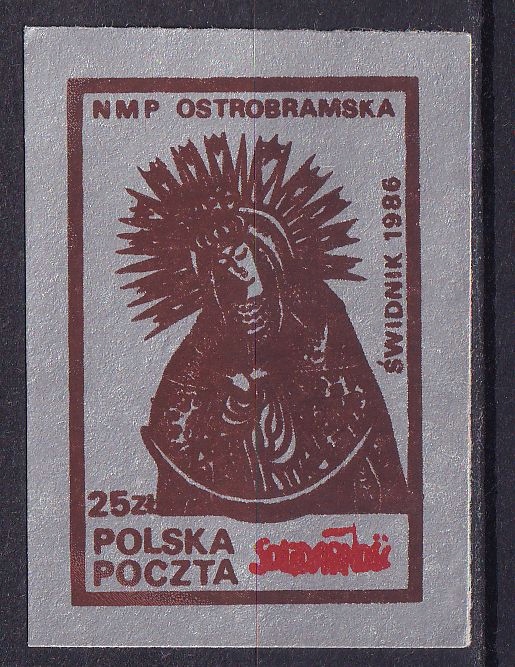 NMP OSTROBRAMSKA
ŚWIDNIK 1986
25zł
POLSKA
POCZTA
SOLIDARNOŚĆ